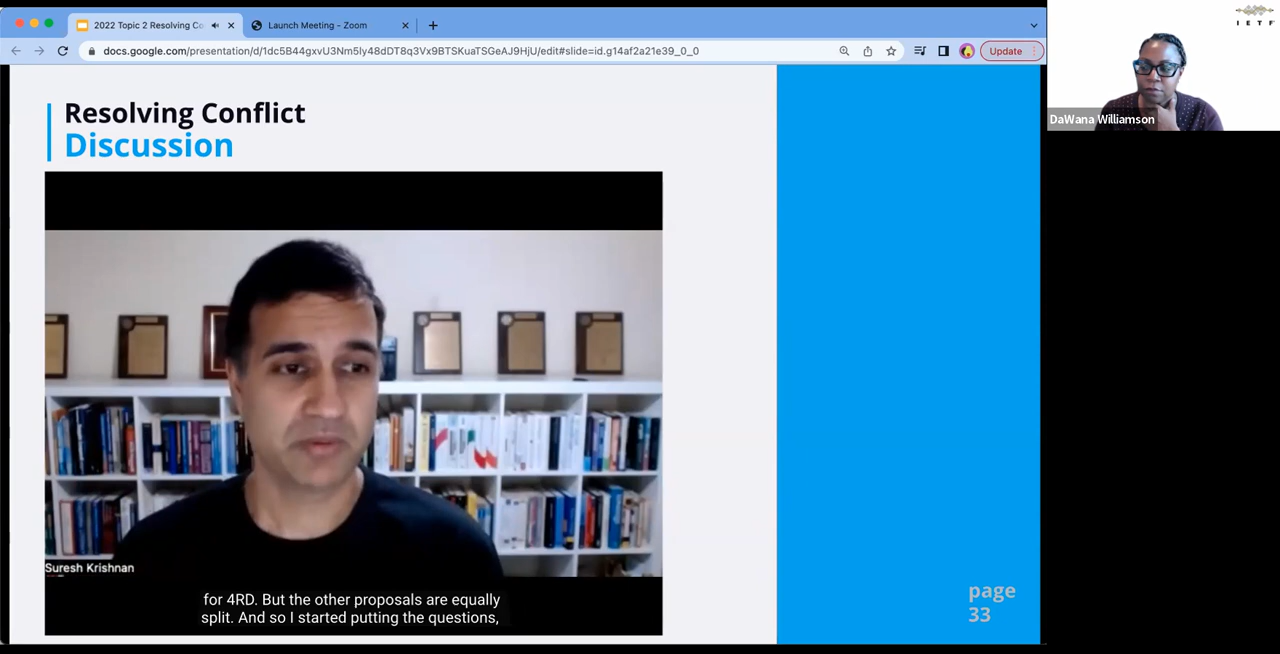 2022 Topic 2 Resolving Co
Launch Meeting - Zoom
docs.google.com/presentation/d/1dc5B44gxvU3Nm5ly48dDT8q3Vx9BTSKuaTSGeAJ9HjU/edit#slide=id.g14af2a21e39_0_0
Update
I E T F
DaWana Williamson
Resolving Conflict
Discussion
Suresh Krishnan
for 4RD. But the other proposals are equally
split. And so I started putting the questions,
page
33